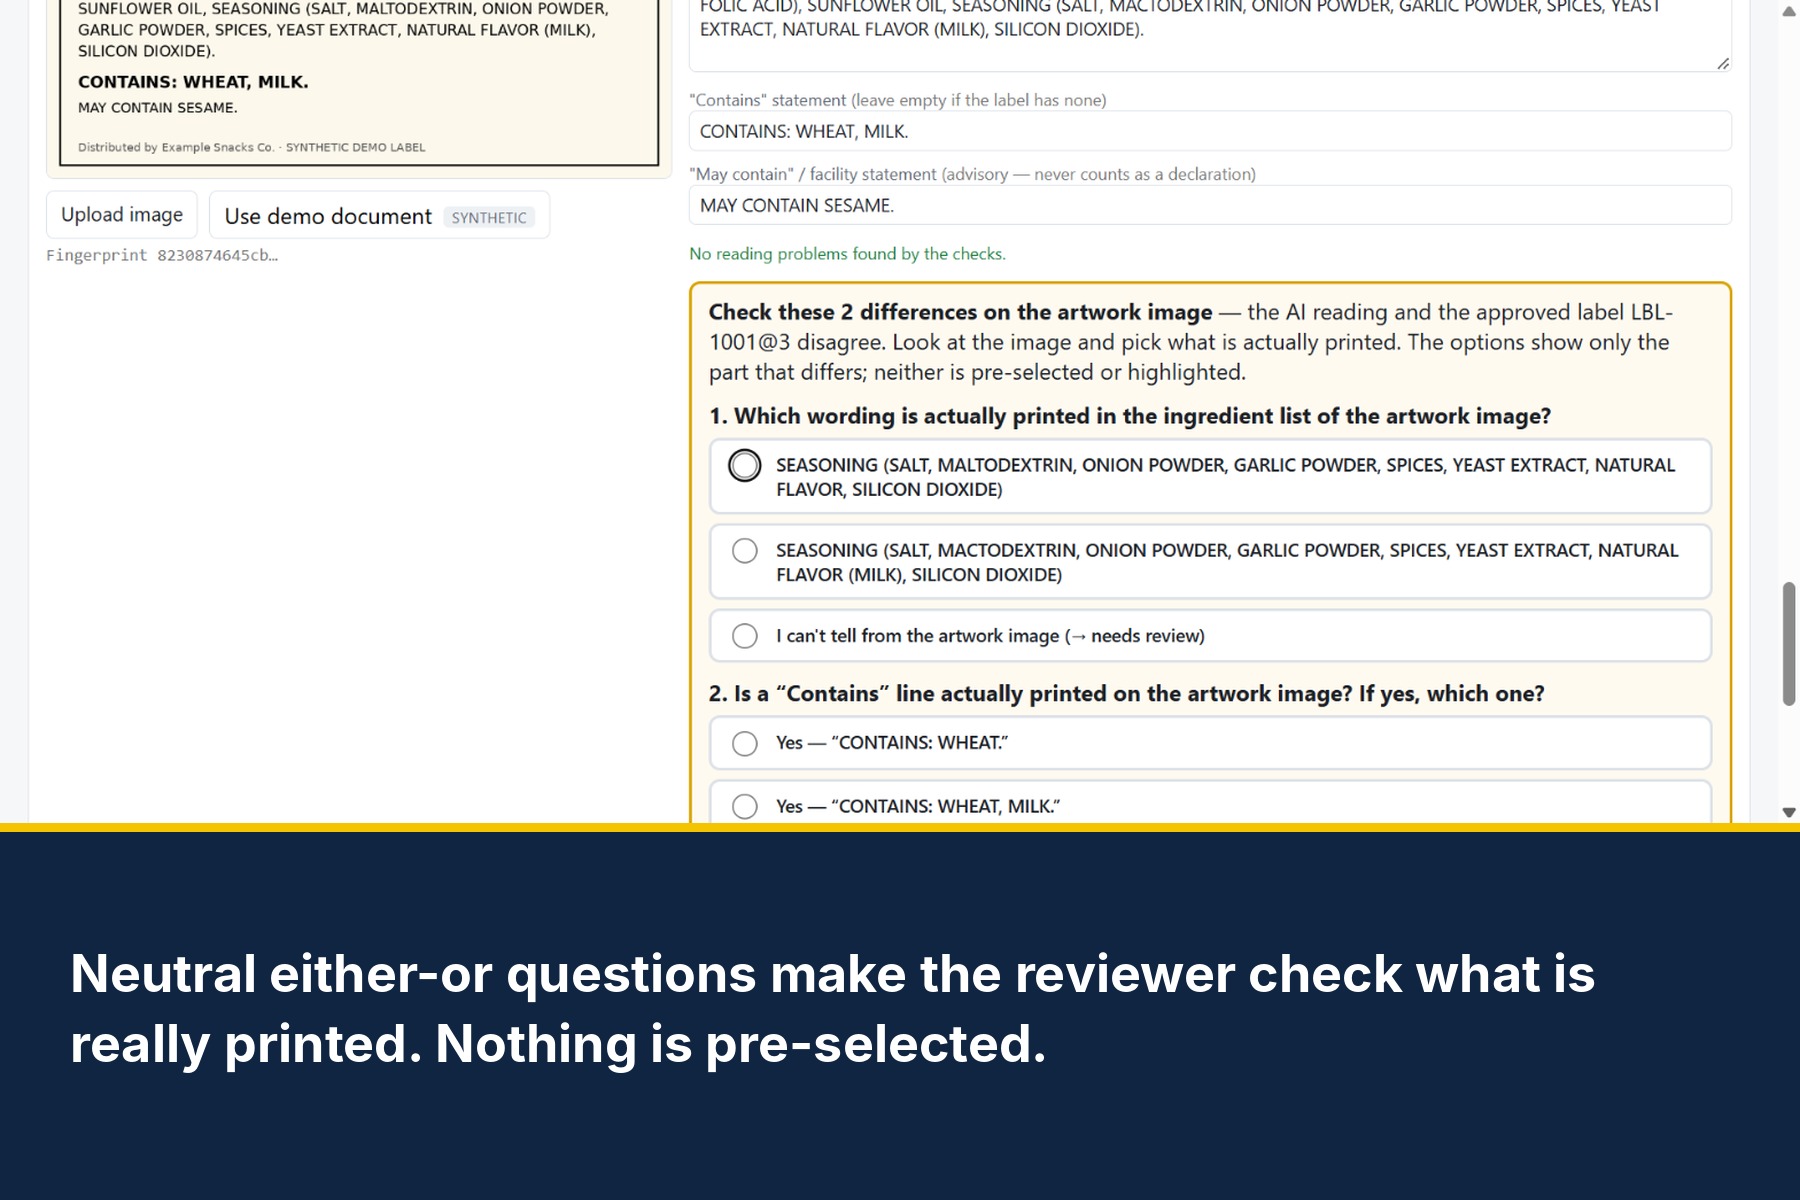 SUNFLOWER OIL, SEASONING (SALT, MALTODEXTRIN, ONION POWDER,
GARLIC POWDER, SPICES, YEAST EXTRACT, NATURAL FLAVOR (MILK),
SILICON DIOXIDE).
CONTAINS: WHEAT, MILK.
MAY CONTAIN SESAME.
Distributed by Example Snacks Co. · SYNTHETIC DEMO LABEL
Upload image
Use demo document SYNTHETIC
Fingerprint 8230874645cb…
FOLIC ACID), SUNFLOWER OIL, SEASONING (SALT, MACTODEXTRIN, ONION POWDER, GARLIC POWDER, SPICES, YEAST
EXTRACT, NATURAL FLAVOR (MILK), SILICON DIOXIDE).
"Contains" statement (leave empty if the label has none)
CONTAINS: WHEAT, MILK.
"May contain" / facility statement (advisory — never counts as a declaration)
MAY CONTAIN SESAME.
No reading problems found by the checks.
Check these 2 differences on the artwork image — the AI reading and the approved label LBL-
1001@3 disagree. Look at the image and pick what is actually printed. The options show only the
part that differs; neither is pre-selected or highlighted.
1. Which wording is actually printed in the ingredient list of the artwork image?
SEASONING (SALT, MALTODEXTRIN, ONION POWDER, GARLIC POWDER, SPICES, YEAST EXTRACT, NATURAL
FLAVOR, SILICON DIOXIDE)
SEASONING (SALT, MACTODEXTRIN, ONION POWDER, GARLIC POWDER, SPICES, YEAST EXTRACT, NATURAL
FLAVOR (MILK), SILICON DIOXIDE)
I can't tell from the artwork image (→ needs review)
2. Is a “Contains” line actually printed on the artwork image? If yes, which one?
Yes — “CONTAINS: WHEAT.”
Yes — “CONTAINS: WHEAT, MILK.”
Neutral either-or questions make the reviewer check what is
really printed. Nothing is pre-selected.